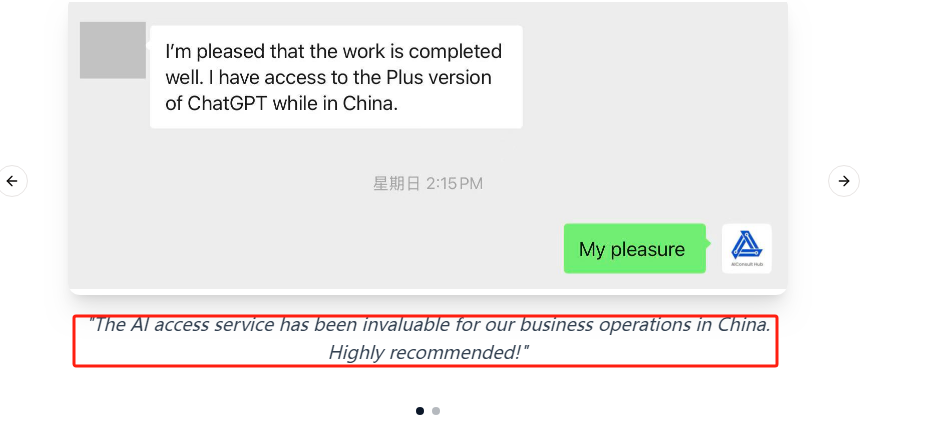 I'm pleased that the work is completed
well. I have access to the Plus version
of ChatGPT while in China.
星期日 2:15 PM
My pleasure
AIConsult Hub
"The AI access service has been invaluable for our business operations in China.
Highly recommended!"